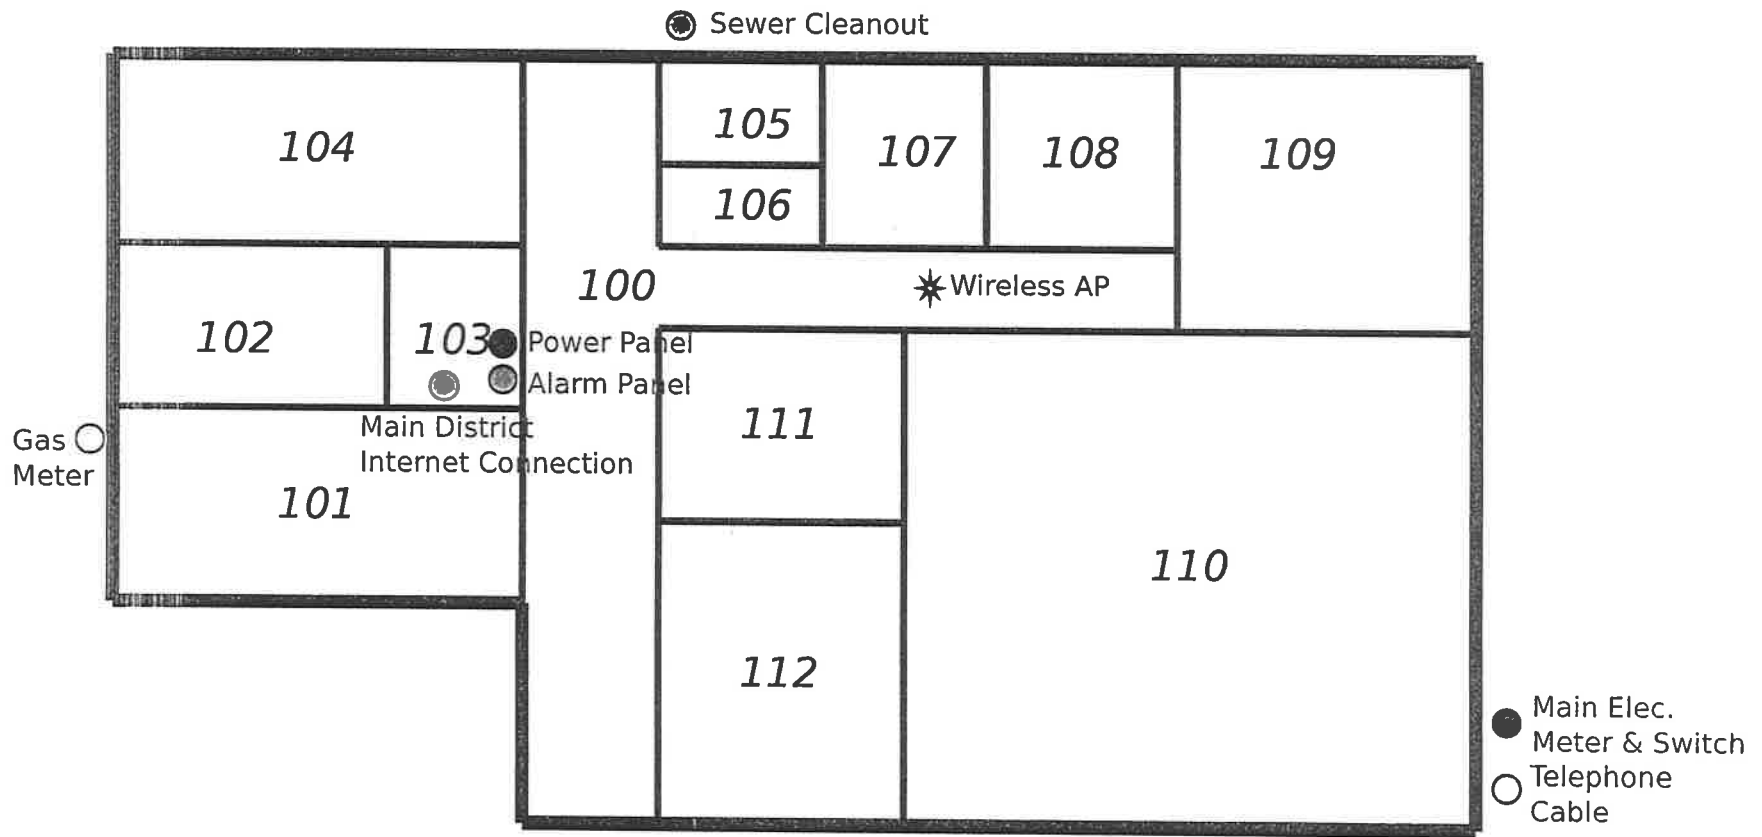 Sewer Cleanout
104
105
107
108
109
106
100
Wireless AP
102
103
Power Panel
Alarm Panel
Main District
Internet Connection
Gas
Meter
101
111
110
112
Main Elec.
Meter & Switch
Telephone
Cable